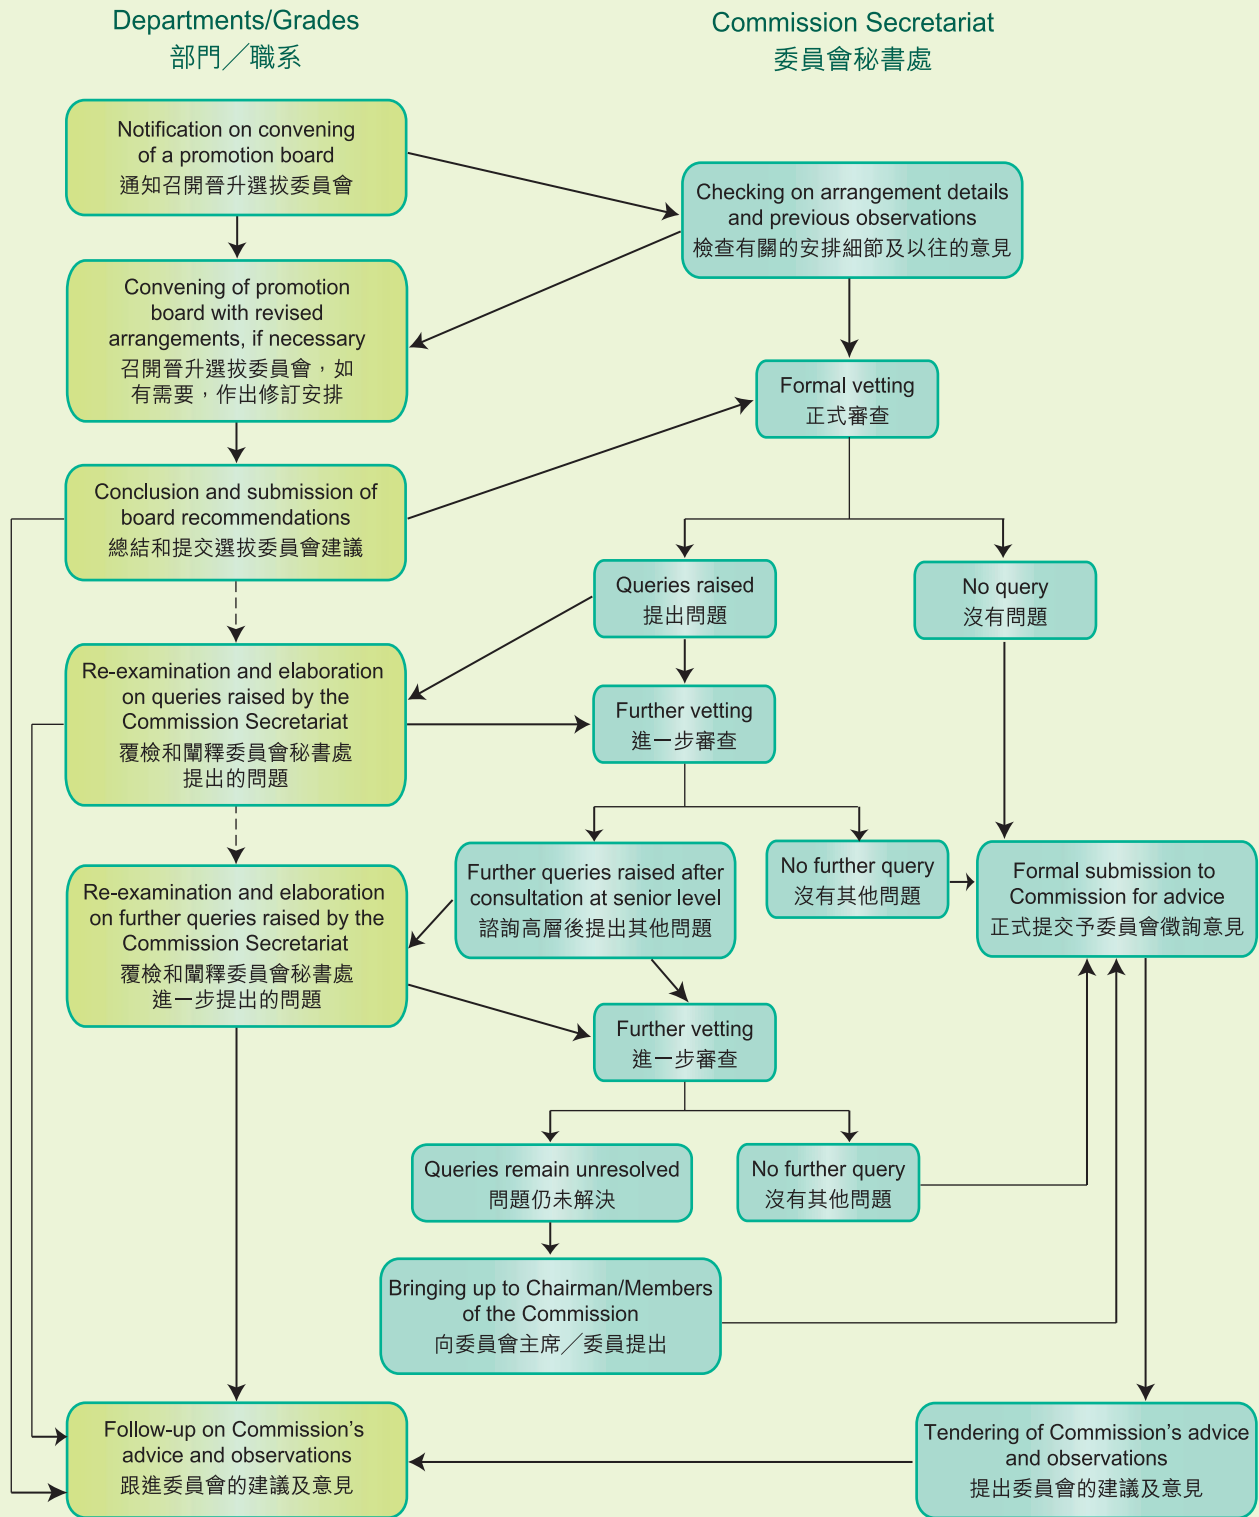 Departments/Grades
部門／職系
Commission Secretariat
委員會秘書處
Notification on convening
of a promotion board
通知召開晉升選拔委員會
Checking on arrangement details
and previous observations
檢查有關的安排細節及以往的意見
Convening of promotion
board with revised
arrangements, if necessary
召開晉升選拔委員會，如
有需要，作出修訂安排
Formal vetting
正式審查
Conclusion and submission of
board recommendations
總結和提交選拔委員會建議
Queries raised
提出問題
No query
沒有問題
Re-examination and elaboration
on queries raised by the
Commission Secretariat
覆檢和闡釋委員會秘書處
提出的問題
Further vetting
進一步審查
Further queries raised after
consultation at senior level
諮詢高層後提出其他問題
No further query
沒有其他問題
Formal submission to
Commission for advice
正式提交予委員會徵詢意見
Re-examination and elaboration
on further queries raised by the
Commission Secretariat
覆檢和闡釋委員會秘書處
進一步提出的問題
Further vetting
進一步審查
Queries remain unresolved
問題仍未解決
No further query
沒有其他問題
Bringing up to Chairman/Members
of the Commission
向委員會主席／委員提出
Follow-up on Commission’s
advice and observations
跟進委員會的建議及意見
Tendering of Commission’s advice
and observations
提出委員會的建議及意見